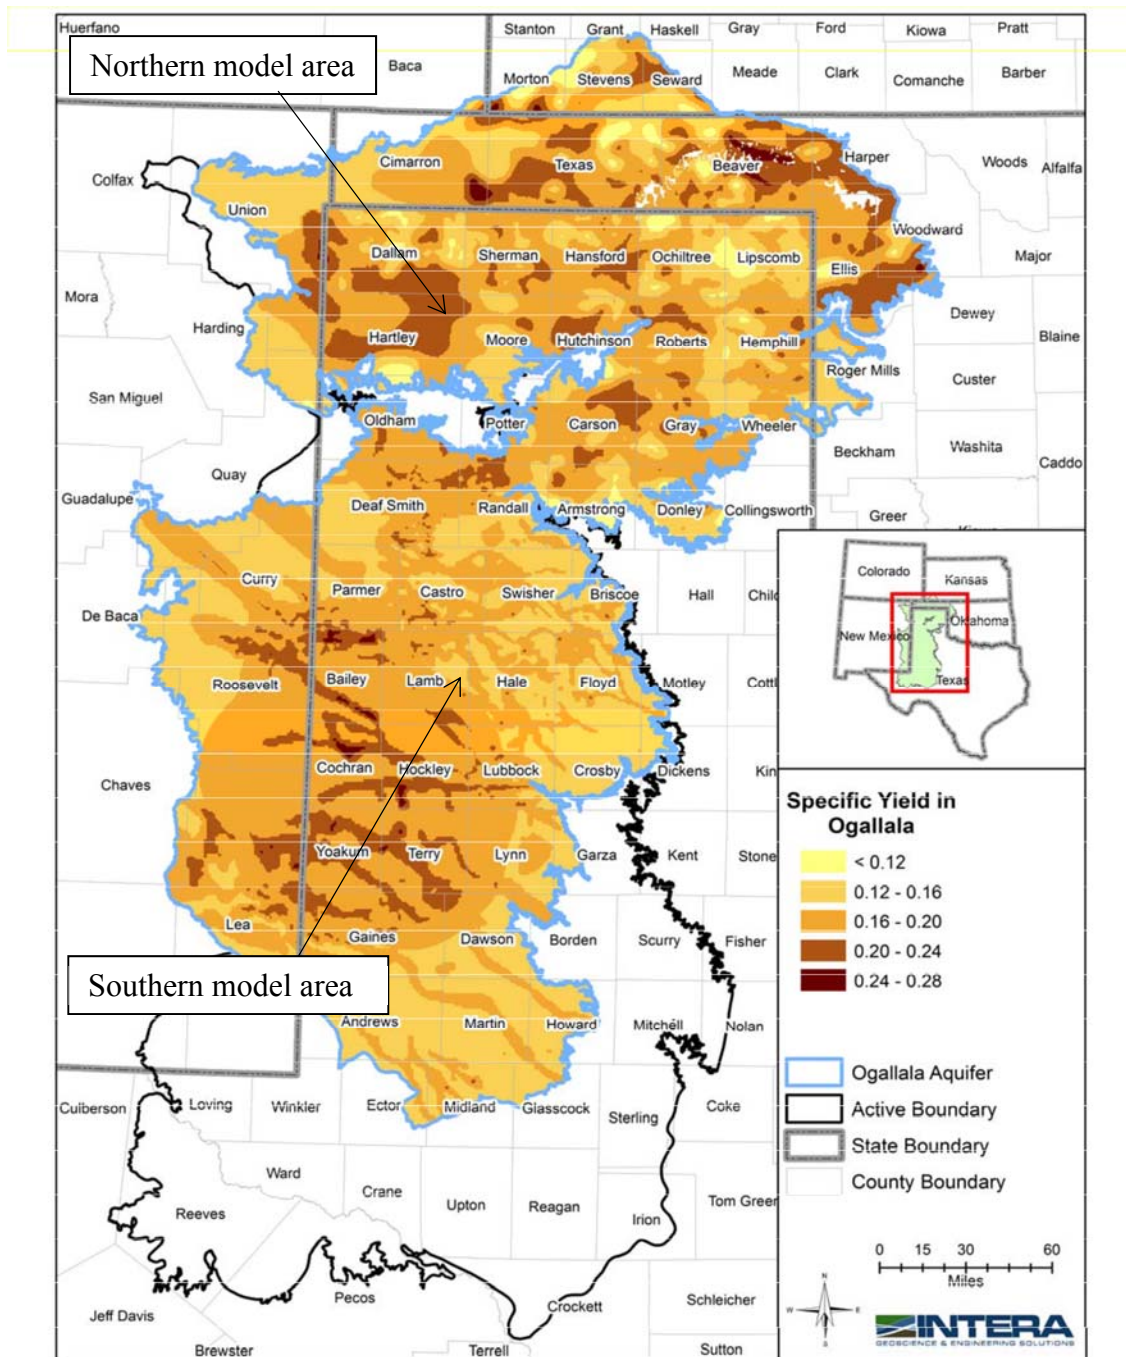 Huerfano
Stanton
Grant
Haskell
Gray
Ford
Kiowa
Pratt
Northern model area
Baca
Morton
Stevens
Seward
Meade
Clark
Comanche
Barber
Colfax
Cimarron
Texas
Beaver
Harper
Woods
Alfalfa
Union
Woodward
Dallam
Sherman
Hansford
Ochiltree
Lipscomb
Ellis
Major
Mora
Harding
Hartley
Moore
Hutchinson
Roberts
Hemphill
Dewey
Blaine
Roger Mills
Custer
San Miguel
Oldham
Potter
Carson
Gray
Wheeler
Beckham
Washita
Caddo
Quay
Guadalupe
Deaf Smith
Randall
Armstrong
Donley
Collingsworth
Greer
Curry
Parmer
Castro
Swisher
Briscoe
Hall
De Baca
Roosevelt
Bailey
Lamb
Hale
Floyd
Motley
Chaves
Cochran
Hockley
Lubbock
Crosby
Dickens
Yoakum
Terry
Lynn
Garza
Kent
Stone
Lea
Gaines
Dawson
Borden
Scurry
Fisher
Southern model area
Andrews
Martin
Howard
Mitchell
Nolan
Culberson
Loving
Winkler
Ector
Midland
Glasscock
Sterling
Coke
Ward
Crane
Upton
Reagan
Irion
Tom Green
Reeves
Pecos
Crockett
Schleicher
Jeff Davis
Brewster
Terrell
Sutton
Colorado
Kansas
New Mexico
Oklahoma
Texas
Specific Yield in
Ogallala
< 0.12
0.12 - 0.16
0.16 - 0.20
0.20 - 0.24
0.24 - 0.28
Ogallala Aquifer
Active Boundary
State Boundary
County Boundary
0 15 30 60
Miles
N
W E
S
INTERA
GEOSCIENCE & ENGINEERING SOLUTIONS